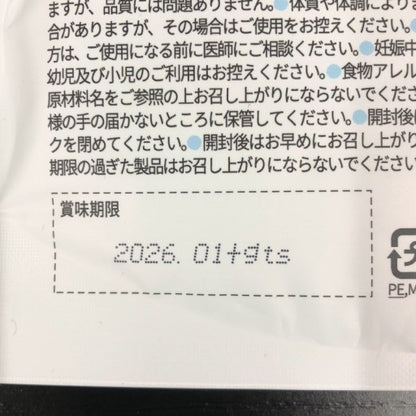 ますが、品質には問題ありません。●体質や体調により
合がありますが、その場合はご使用をお控えください。●
方は、ご使用になる前に医師にご相談ください。●妊娠中
幼児及び小児のご利用はお控えください。●食物アレル
原材料名をご参照の上お召し上がりにならないでくださ
様の手の届かないところに保管してください。●開封後は
クを閉めてください。●開封後はお早めにお召し上がり
期限の過ぎた製品はお召し上がりにならないでください
賞味期限
2026.01+gts
PE,M